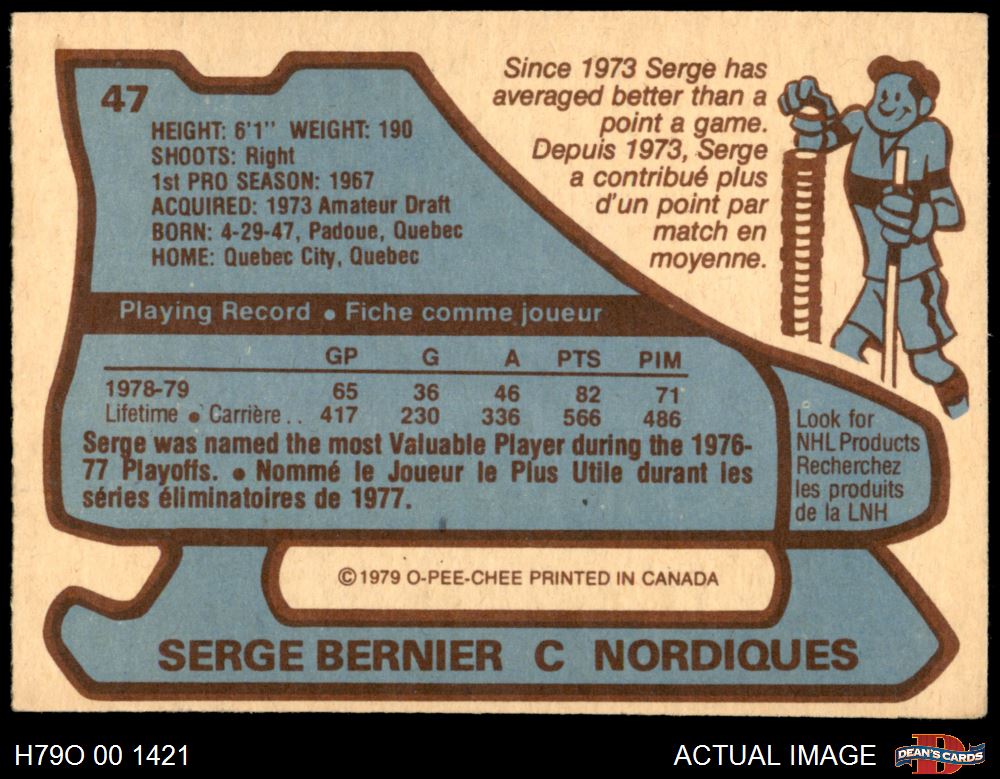 47
HEIGHT: 6'1" WEIGHT: 190
SHOOTS: Right
1st PRO SEASON: 1967
ACQUIRED: 1973 Amateur Draft
BORN: 4-29-47, Padoue, Quebec
HOME: Quebec City, Quebec
Since 1973 Serge has
averaged better than a
point a game.
Depuis 1973, Serge
a contribué plus
d'un point par
match en
moyenne.
Playing Record • Fiche comme joueur
GP G A PTS PIM
1978-79 65 36 46 82 71
Lifetime • Carrière .. 417 230 336 566 486
Serge was named the most Valuable Player during the 1976-
77 Playoffs. • Nommé le Joueur le Plus Utile durant les
séries éliminatoires de 1977.
Look for
NHL Products
Recherchez
les produits
de la LNH
©1979 O-PEE-CHEE PRINTED IN CANADA
SERGE BERNIER C NORDIQUES
H79O 00 1421
ACTUAL IMAGE
D
DEAN'S CARDS